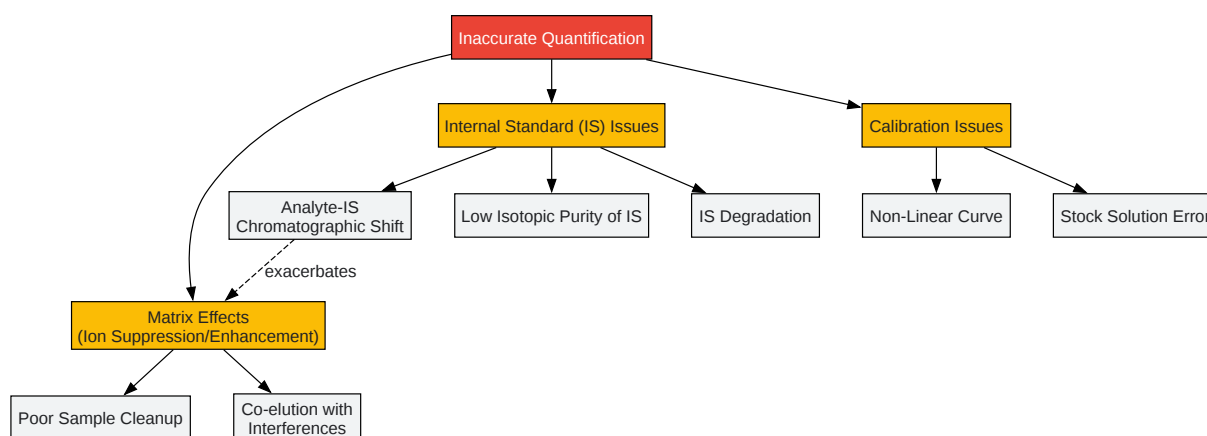 Inaccurate Quantification
Internal Standard (IS) Issues
Calibration Issues
Analyte-IS
Chromatographic Shift
Low Isotopic Purity of IS
IS Degradation
Non-Linear Curve
Stock Solution Error
exacerbates
Matrix Effects
(Ion Suppression/Enhancement)
Poor Sample Cleanup
Co-elution with
Interferences